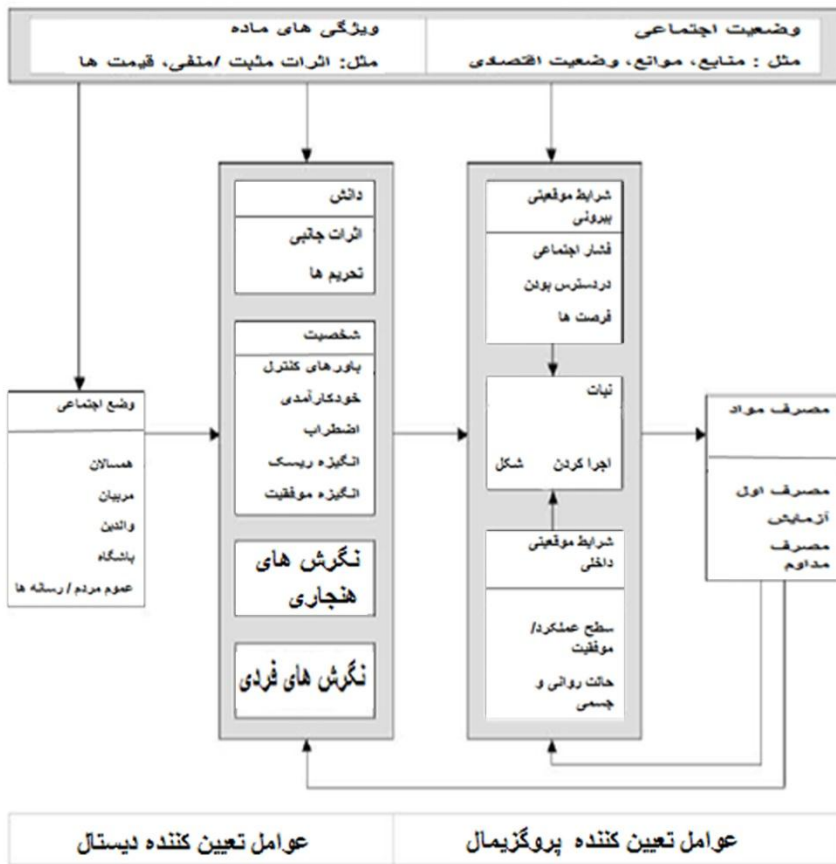 وضعیت اجتماعی
مثل : منابع، موانع، وضعیت اقتصدی
ویژگی های ماده
مثل: اثرات مثبت /منفی، قیمت ها
شرایط موقعیتی
بیرونی
فشار اجتماعی
دردسترس بودن
فرصت ها
نیات
اجرا کردن شکل
شرایط موقعیتی
داخلی
سطح عملکرد/
موفقیت
حالت روانی و
جسمی
دانش
اثرات جانبی
تحریم ها
شخصیت
باورهای کنترل
خودکارآمدی
اضطراب
انگیزه ریسک
انگیزه موفقیت
نگرش های
هنجاری
نگرش های فردی
وضع اجتماعی
همسالان
مربیان
والدین
باشگاه
عموم مردم / رسانه ها
مصرف مواد
مصرف اول
آزمایش
مصرف
مداوم
عوامل تعیین کننده پروگزیمال
عوامل تعیین کننده دیستال